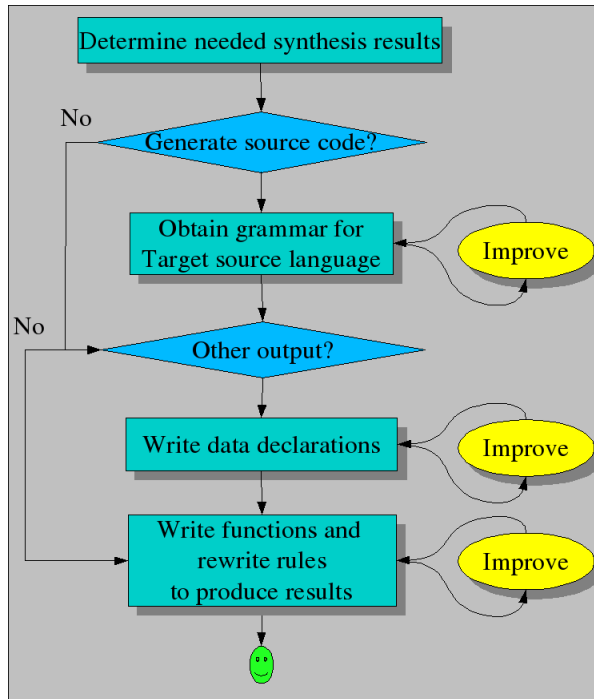 Determine needed synthesis results
No
Generate source code?
Obtain grammar for
Target source language
Improve
No
Other output?
Write data declarations
Improve
Write functions and
rewrite rules
to produce results
Improve